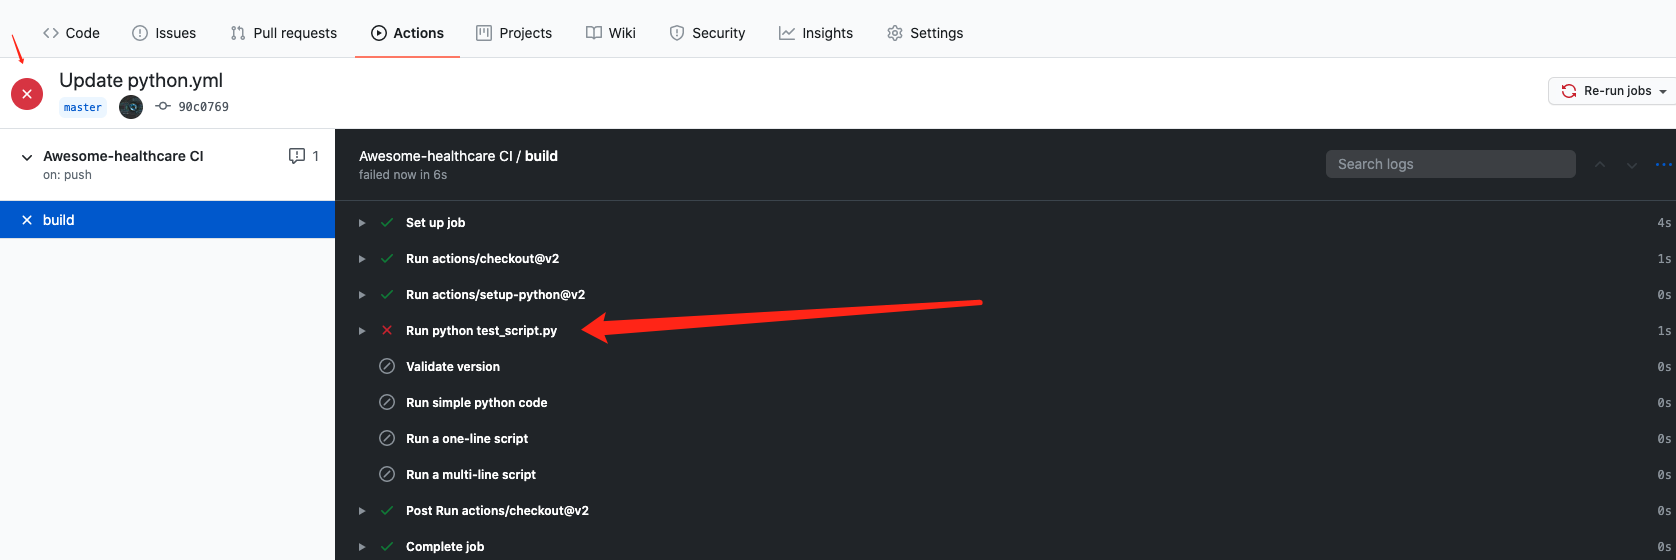 Code Issues Pull requests Actions Projects Wiki Security Insights Settings
Update python.yml
master 90c0769
Re-run jobs
Awesome-healthcare CI 1
on: push
build
Awesome-healthcare CI / build
failed now in 6s
Search logs
Set up job 4s
Run actions/checkout@v2 1s
Run actions/setup-python@v2 0s
Run python test_script.py 1s
Validate version 0s
Run simple python code 0s
Run a one-line script 0s
Run a multi-line script 0s
Post Run actions/checkout@v2 0s
Complete job 0s